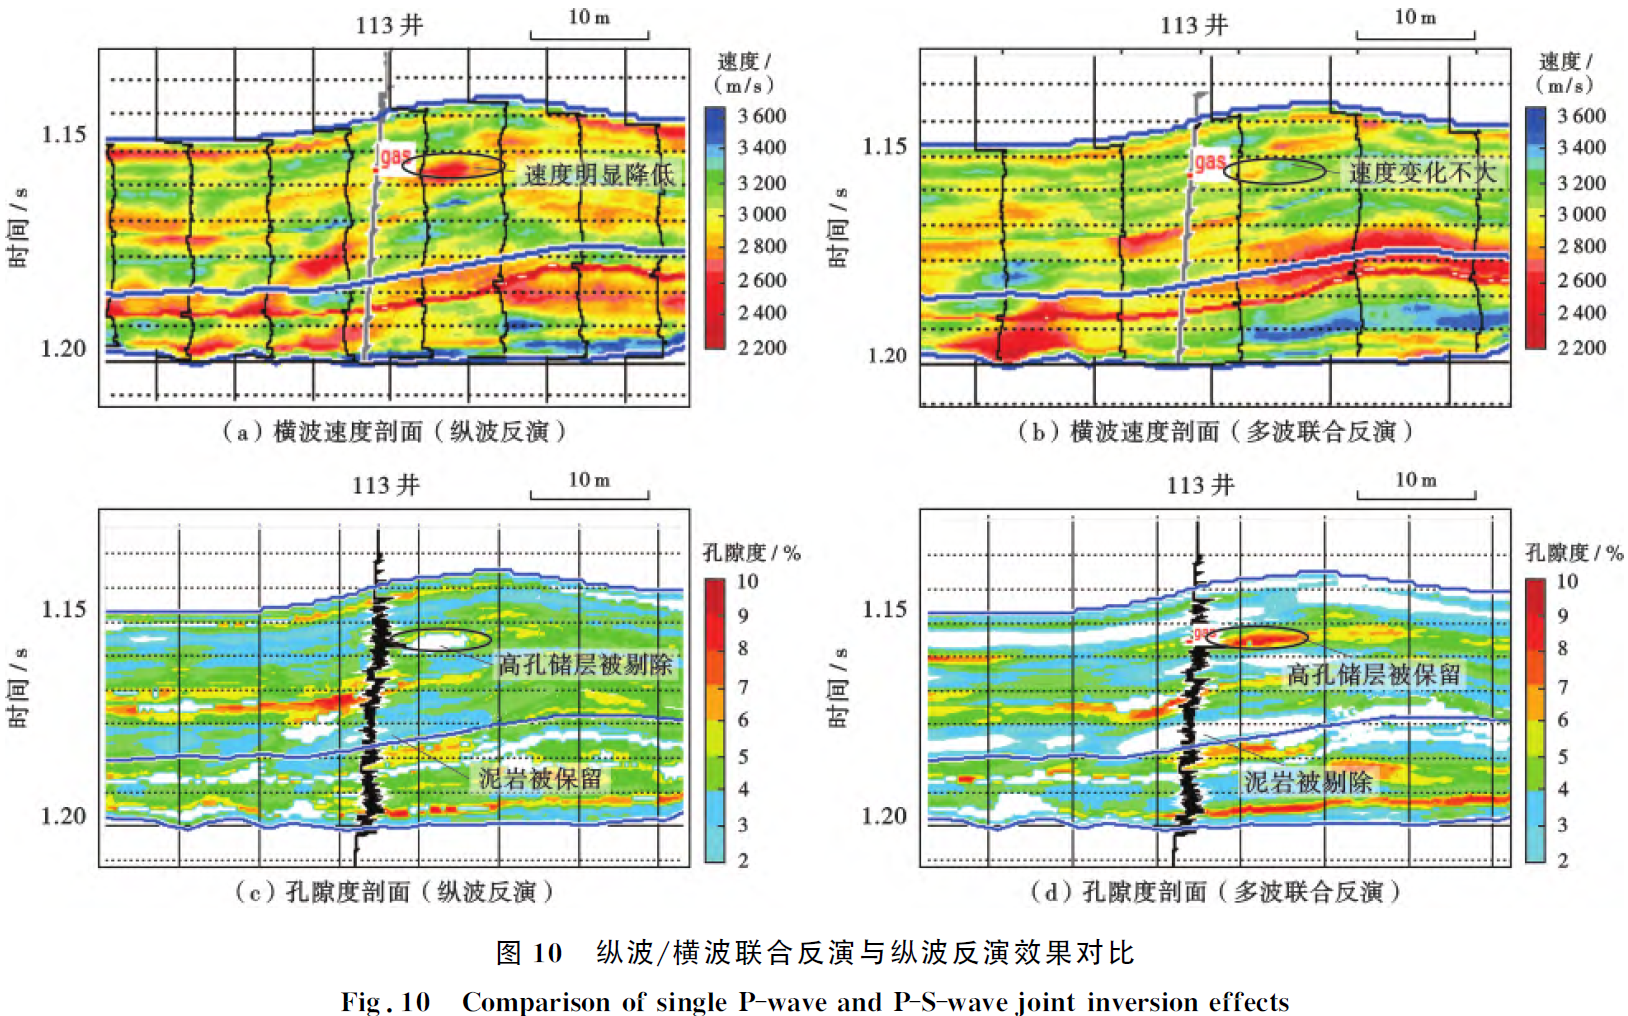 113 井
10 m
速度 /
(m/s)
3 600
3 400
3 200
3 000
2 800
2 600
2 400
2 200
1.15
1.20
时间 / s
gas
速度明显降低
(a) 横波速度剖面 (纵波反演)
113 井
10 m
速度 /
(m/s)
3 600
3 400
3 200
3 000
2 800
2 600
2 400
2 200
1.15
1.20
时间 / s
gas
速度变化不大
(b) 横波速度剖面 (多波联合反演)
113 井
10 m
孔隙度 / %
10
9
8
7
6
5
4
3
2
1.15
1.20
时间 / s
高孔储层被剔除
泥岩被保留
(c) 孔隙度剖面 (纵波反演)
113 井
10 m
孔隙度 / %
10
9
8
7
6
5
4
3
2
1.15
1.20
时间 / s
gas
高孔储层被保留
泥岩被剔除
(d) 孔隙度剖面 (多波联合反演)
图 10 纵波/横波联合反演与纵波反演效果对比
Fig. 10 Comparison of single P-wave and P-S-wave joint inversion effects